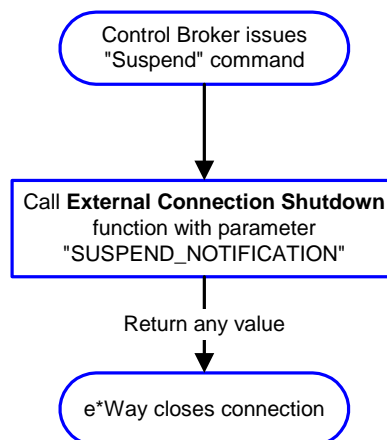 Control Broker issues
"Suspend" command
Call External Connection Shutdown
function with parameter
"SUSPEND_NOTIFICATION"
Return any value
e*Way closes connection